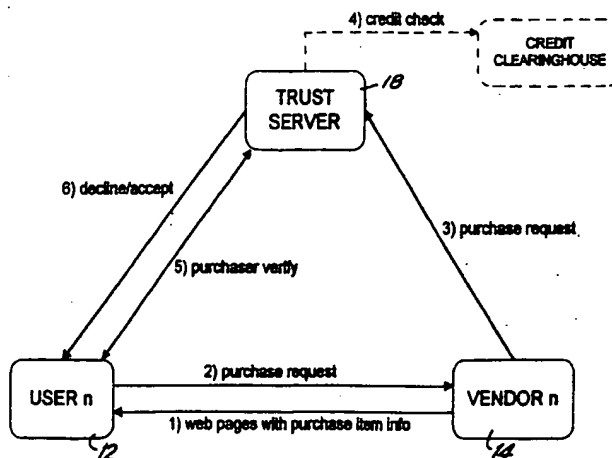 4) credit check
CREDIT
CLEARINGHOUSE
18
TRUST
SERVER
6) decline/accept
3) purchase request
5) purchaser verify
2) purchase request
USER n
VENDOR n
1) web pages with purchase item info
12
14